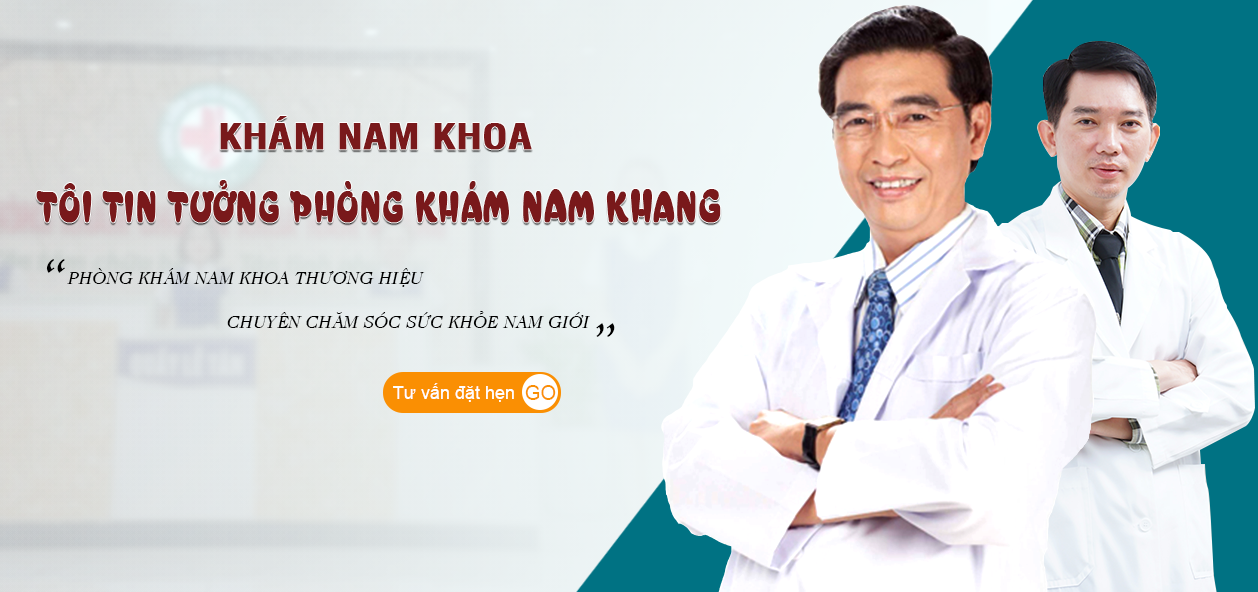 KHÁM NAM KHOA
TÔI TIN TƯỞNG PHÒNG KHÁM NAM KHANG
“PHÒNG KHÁM NAM KHOA THƯƠNG HIỆU
CHUYÊN CHĂM SÓC SỨC KHỎE NAM GIỚI”
Tư vấn đặt hẹn GO